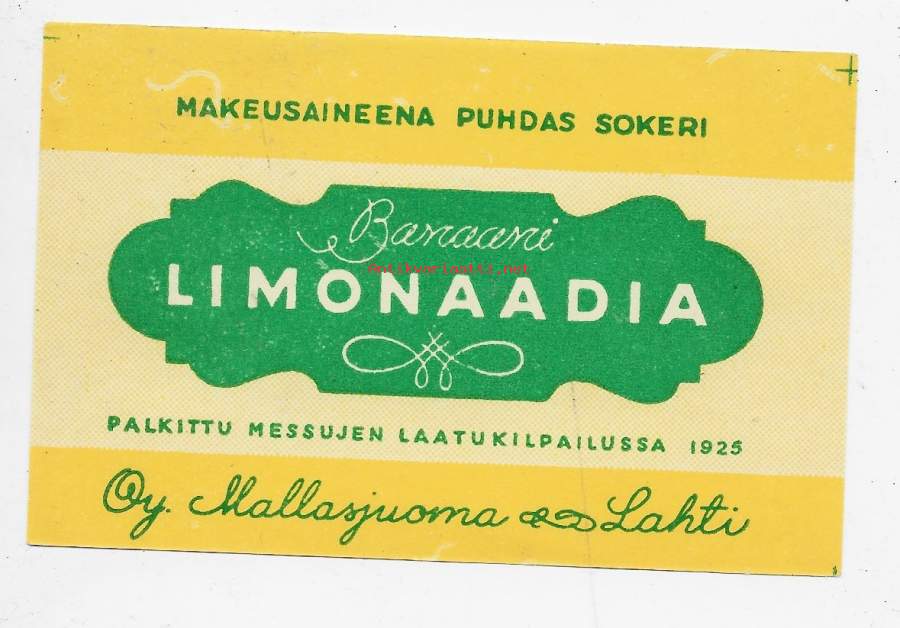 MAKEUSAINEENA PUHDAS SOKERI
Banaani
Antikvariaatti.net
LIMONAADIA
PALKITTU MESSUJEN LAATUKILPAILUSSA 1925
Oy. Mallasjuoma Lahti